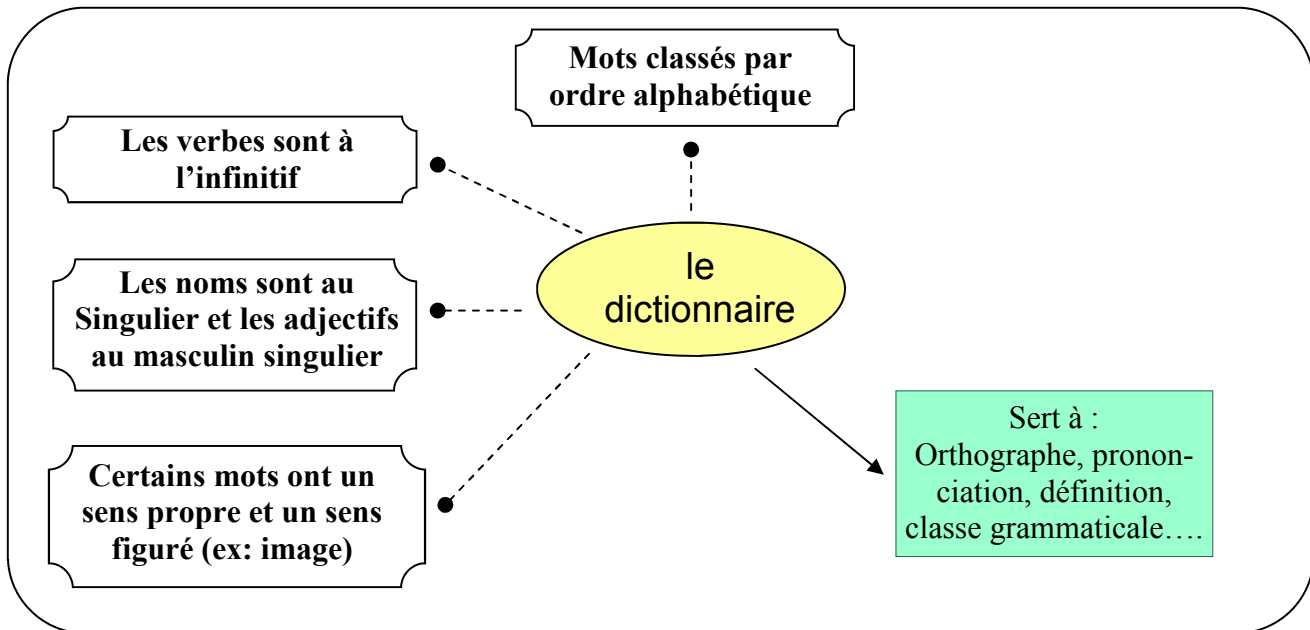 Mots classés par
ordre alphabétique
Les verbes sont à
l’infinitif
le
dictionnaire
Les noms sont au
Singulier et les adjectifs
au masculin singulier
Certains mots ont un
sens propre et un sens
figuré (ex: image)
Sert à :
Orthographe, pronon-
ciation, définition,
classe grammaticale….